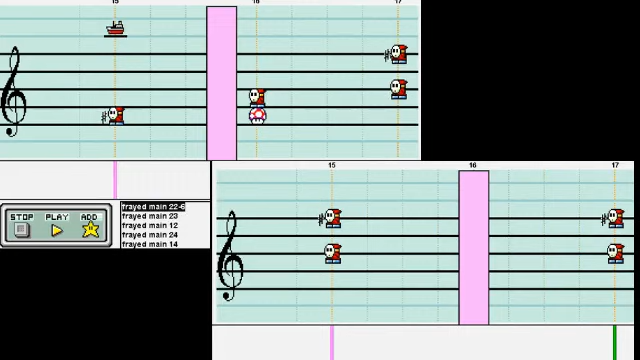 15 16 17
15 16 17
frayed main 22-6
STOP PLAY ADD
frayed main 23
frayed main 12
frayed main 24
frayed main 14